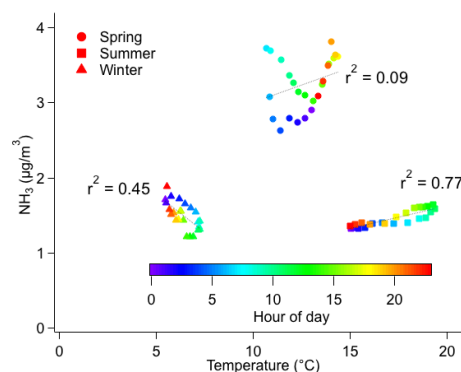 4
3
2
1
0
NH₃ (µg/m³)
Spring
Summer
Winter
r² = 0.09
r² = 0.45
r² = 0.77
0 10 20
Hour of day
0 5 10 15 20
Temperature (°C)